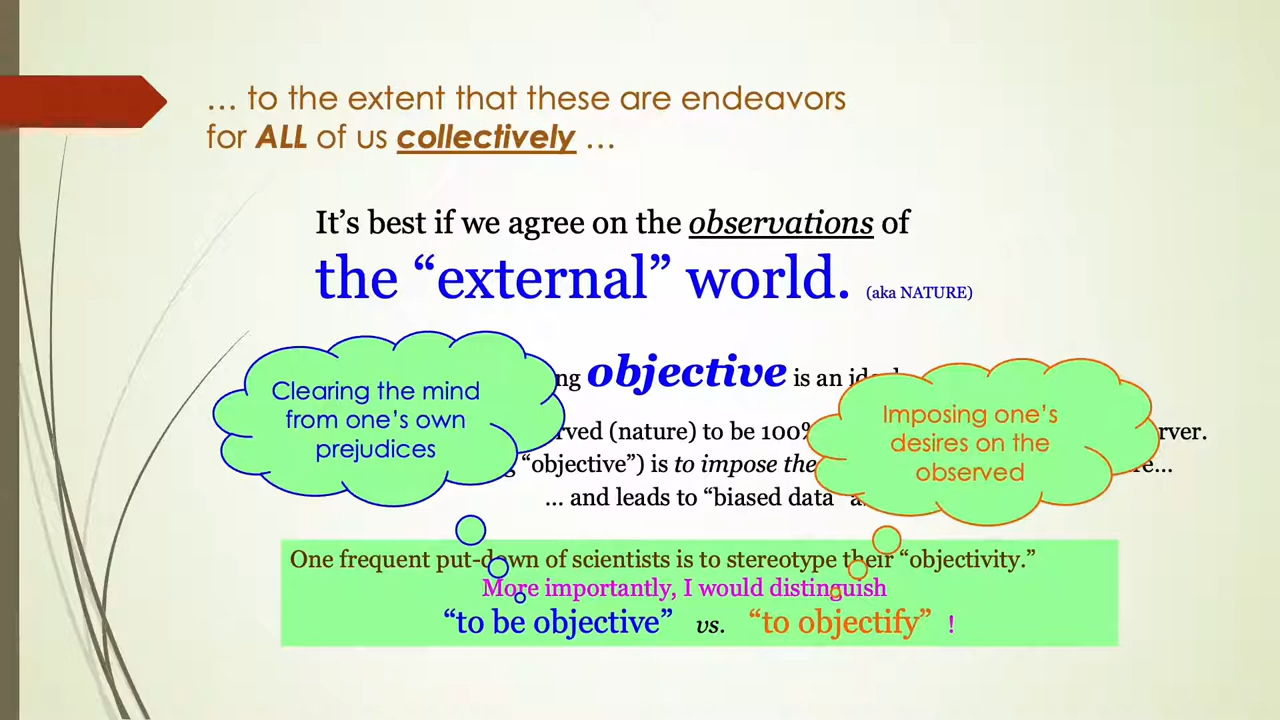 … to the extent that these are endeavors
for ALL of us collectively …
It’s best if we agree on the observations of
the “external” world. (aka NATURE)
objective is an
(nature) to be 100%
“objective”) is to impose
… and leads to “biased data”
Clearing the mind
from one’s own
prejudices
Imposing one’s
desires on the
observed
One frequent put-down of scientists is to stereotype their “objectivity.”
More importantly, I would distinguish
“to be objective” vs. “to objectify” !